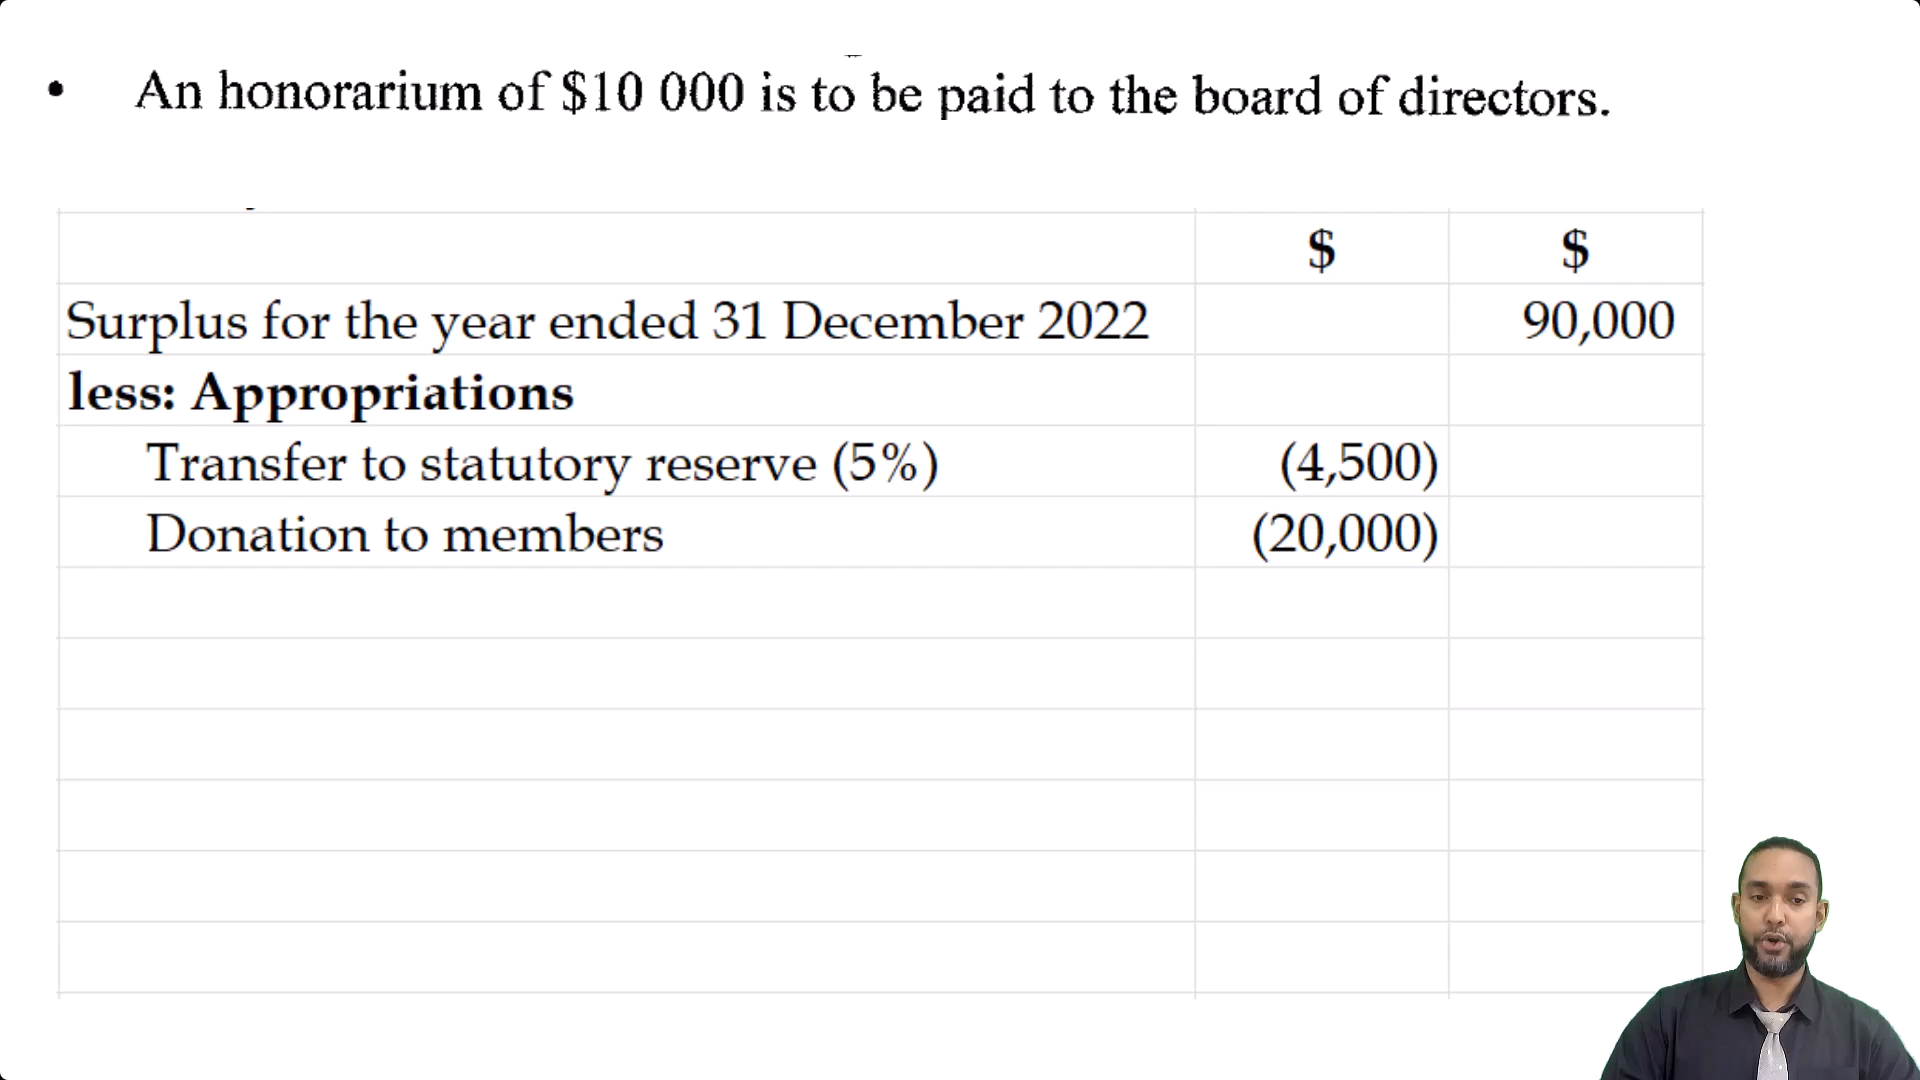 • An honorarium of $10 000 is to be paid to the board of directors.
$ $
Surplus for the year ended 31 December 2022 90,000
less: Appropriations
Transfer to statutory reserve (5%) (4,500)
Donation to members (20,000)